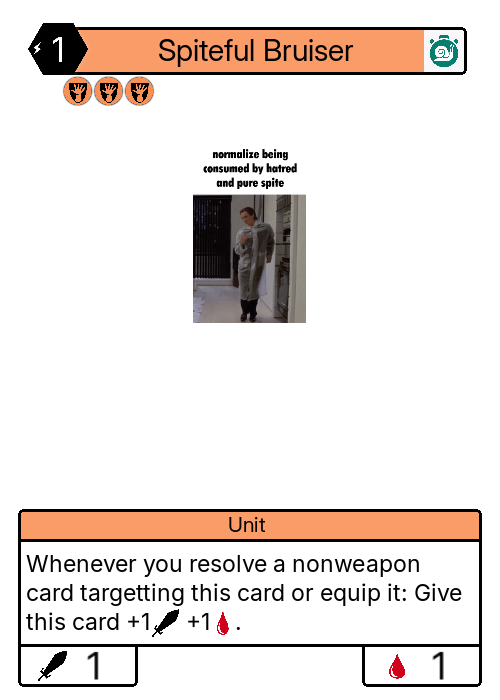 1
Spiteful Bruiser
normalize being
consumed by hatred
and pure spite
Unit
Whenever you resolve a nonweapon
card targetting this card or equip it: Give
this card +1 +1 .
1
1